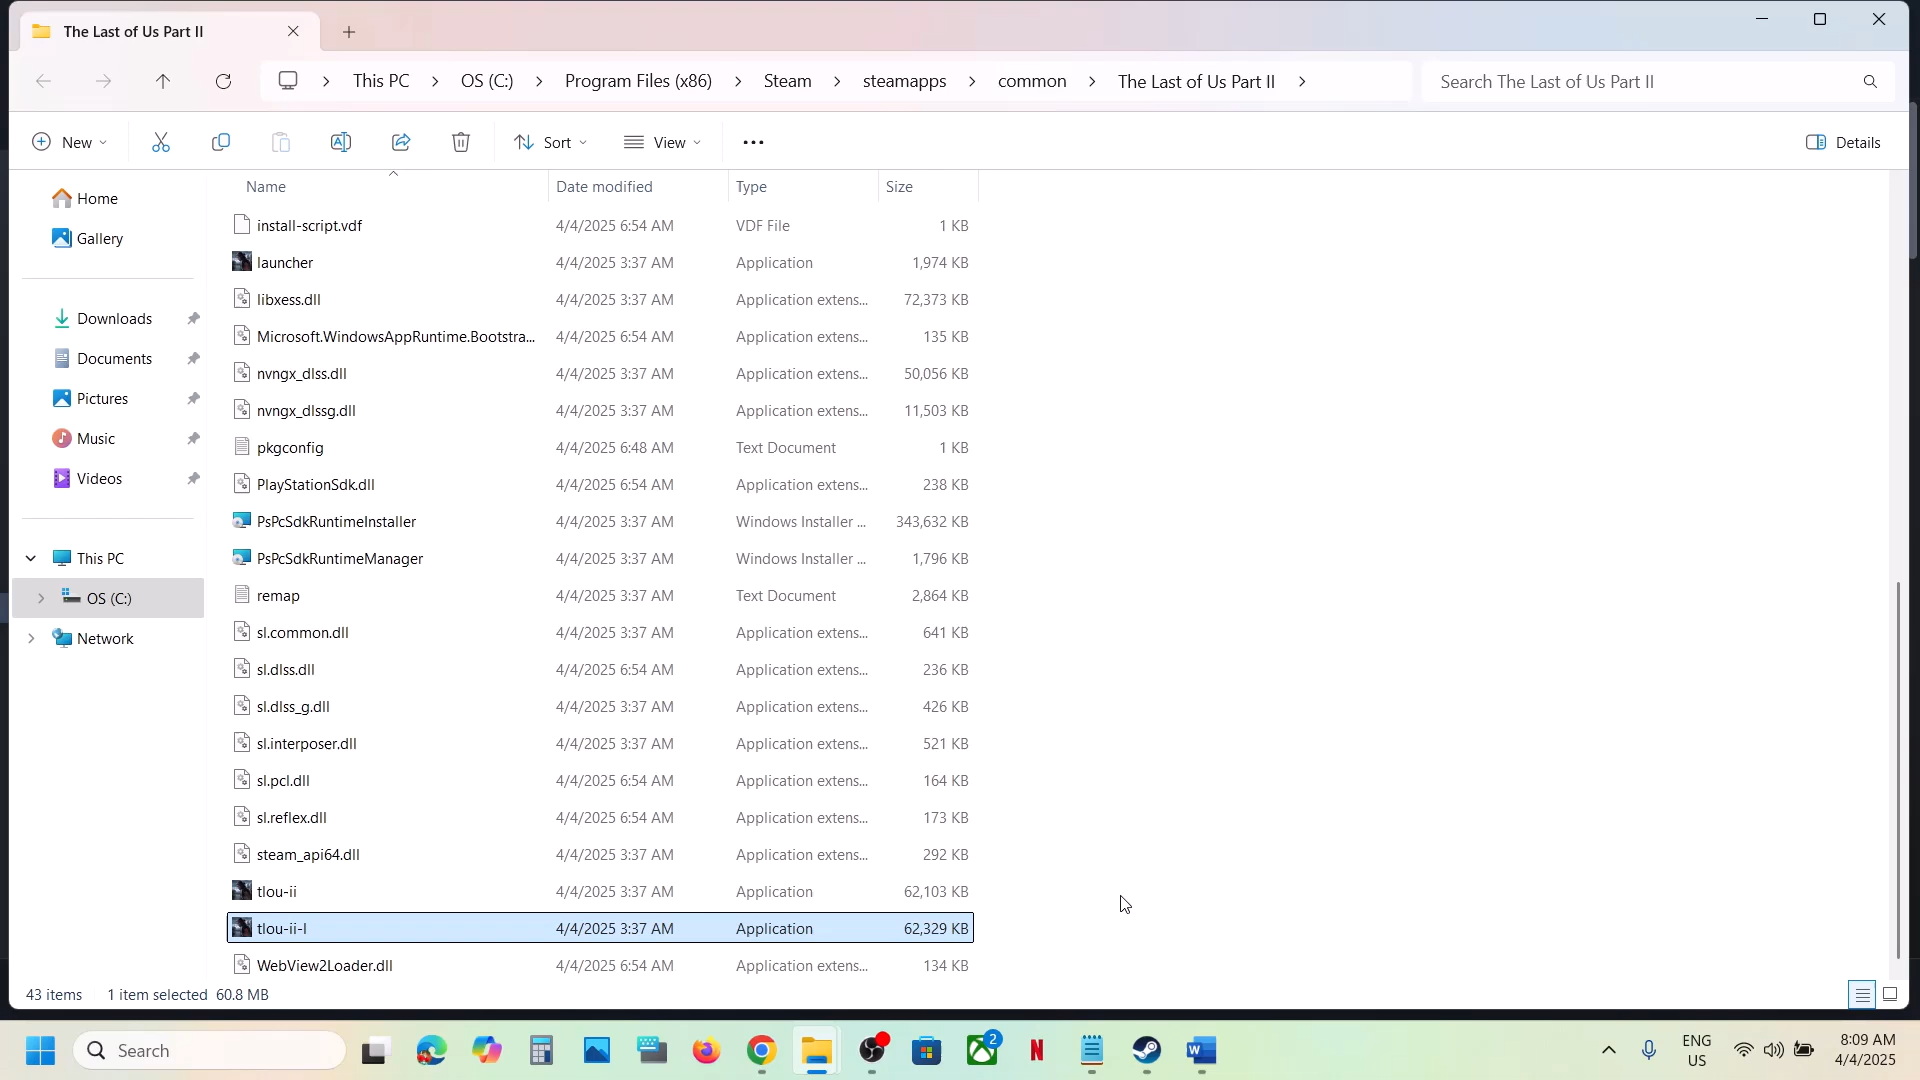 The Last of Us Part II
This PC > OS (C:) > Program Files (x86) > Steam > steamapps > common > The Last of Us Part II >
Search The Last of Us Part II
New
Sort
View
Details
Name Date modified Type Size
Home
Gallery
Downloads
Documents
Pictures
Music
Videos
This PC
OS (C:)
Network
install-script.vdf 4/4/2025 6:54 AM VDF File 1 KB
launcher 4/4/2025 3:37 AM Application 1,974 KB
libxess.dll 4/4/2025 3:37 AM Application extens... 72,373 KB
Microsoft.WindowsAppRuntime.Bootstra... 4/4/2025 6:54 AM Application extens... 135 KB
nvngx_dlss.dll 4/4/2025 3:37 AM Application extens... 50,056 KB
nvngx_dlssg.dll 4/4/2025 3:37 AM Application extens... 11,503 KB
pkgconfig 4/4/2025 6:48 AM Text Document 1 KB
PlayStationSdk.dll 4/4/2025 6:54 AM Application extens... 238 KB
PsPcSdkRuntimeInstaller 4/4/2025 3:37 AM Windows Installer ... 343,632 KB
PsPcSdkRuntimeManager 4/4/2025 3:37 AM Windows Installer ... 1,796 KB
remap 4/4/2025 3:37 AM Text Document 2,864 KB
sl.common.dll 4/4/2025 3:37 AM Application extens... 641 KB
sl.dlss.dll 4/4/2025 6:54 AM Application extens... 236 KB
sl.dlss_g.dll 4/4/2025 3:37 AM Application extens... 426 KB
sl.interposer.dll 4/4/2025 3:37 AM Application extens... 521 KB
sl.pcl.dll 4/4/2025 6:54 AM Application extens... 164 KB
sl.reflex.dll 4/4/2025 6:54 AM Application extens... 173 KB
steam_api64.dll 4/4/2025 3:37 AM Application extens... 292 KB
tlou-ii 4/4/2025 3:37 AM Application 62,103 KB
tlou-ii-l 4/4/2025 3:37 AM Application 62,329 KB
WebView2Loader.dll 4/4/2025 6:54 AM Application extens... 134 KB
43 items 1 item selected 60.8 MB
Search
2
N
W
ENG
US
8:09 AM
4/4/2025